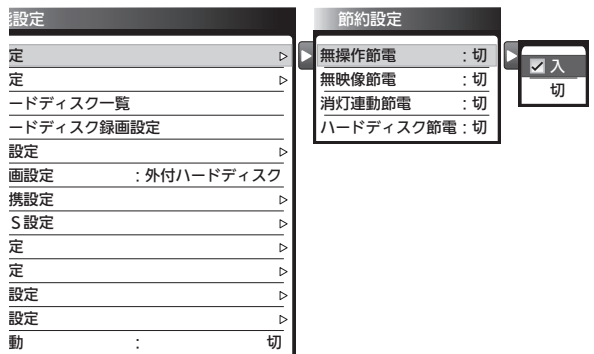 設定
定
定
ードディスク一覧
ードディスク録画設定
設定
画設定 : 外付ハードディスク
携設定
S設定
定
定
設定
設定
動 : 切
節約設定
無操作節電 : 切
無映像節電 : 切
消灯連動節電 : 切
ハードディスク節電 : 切
入
切